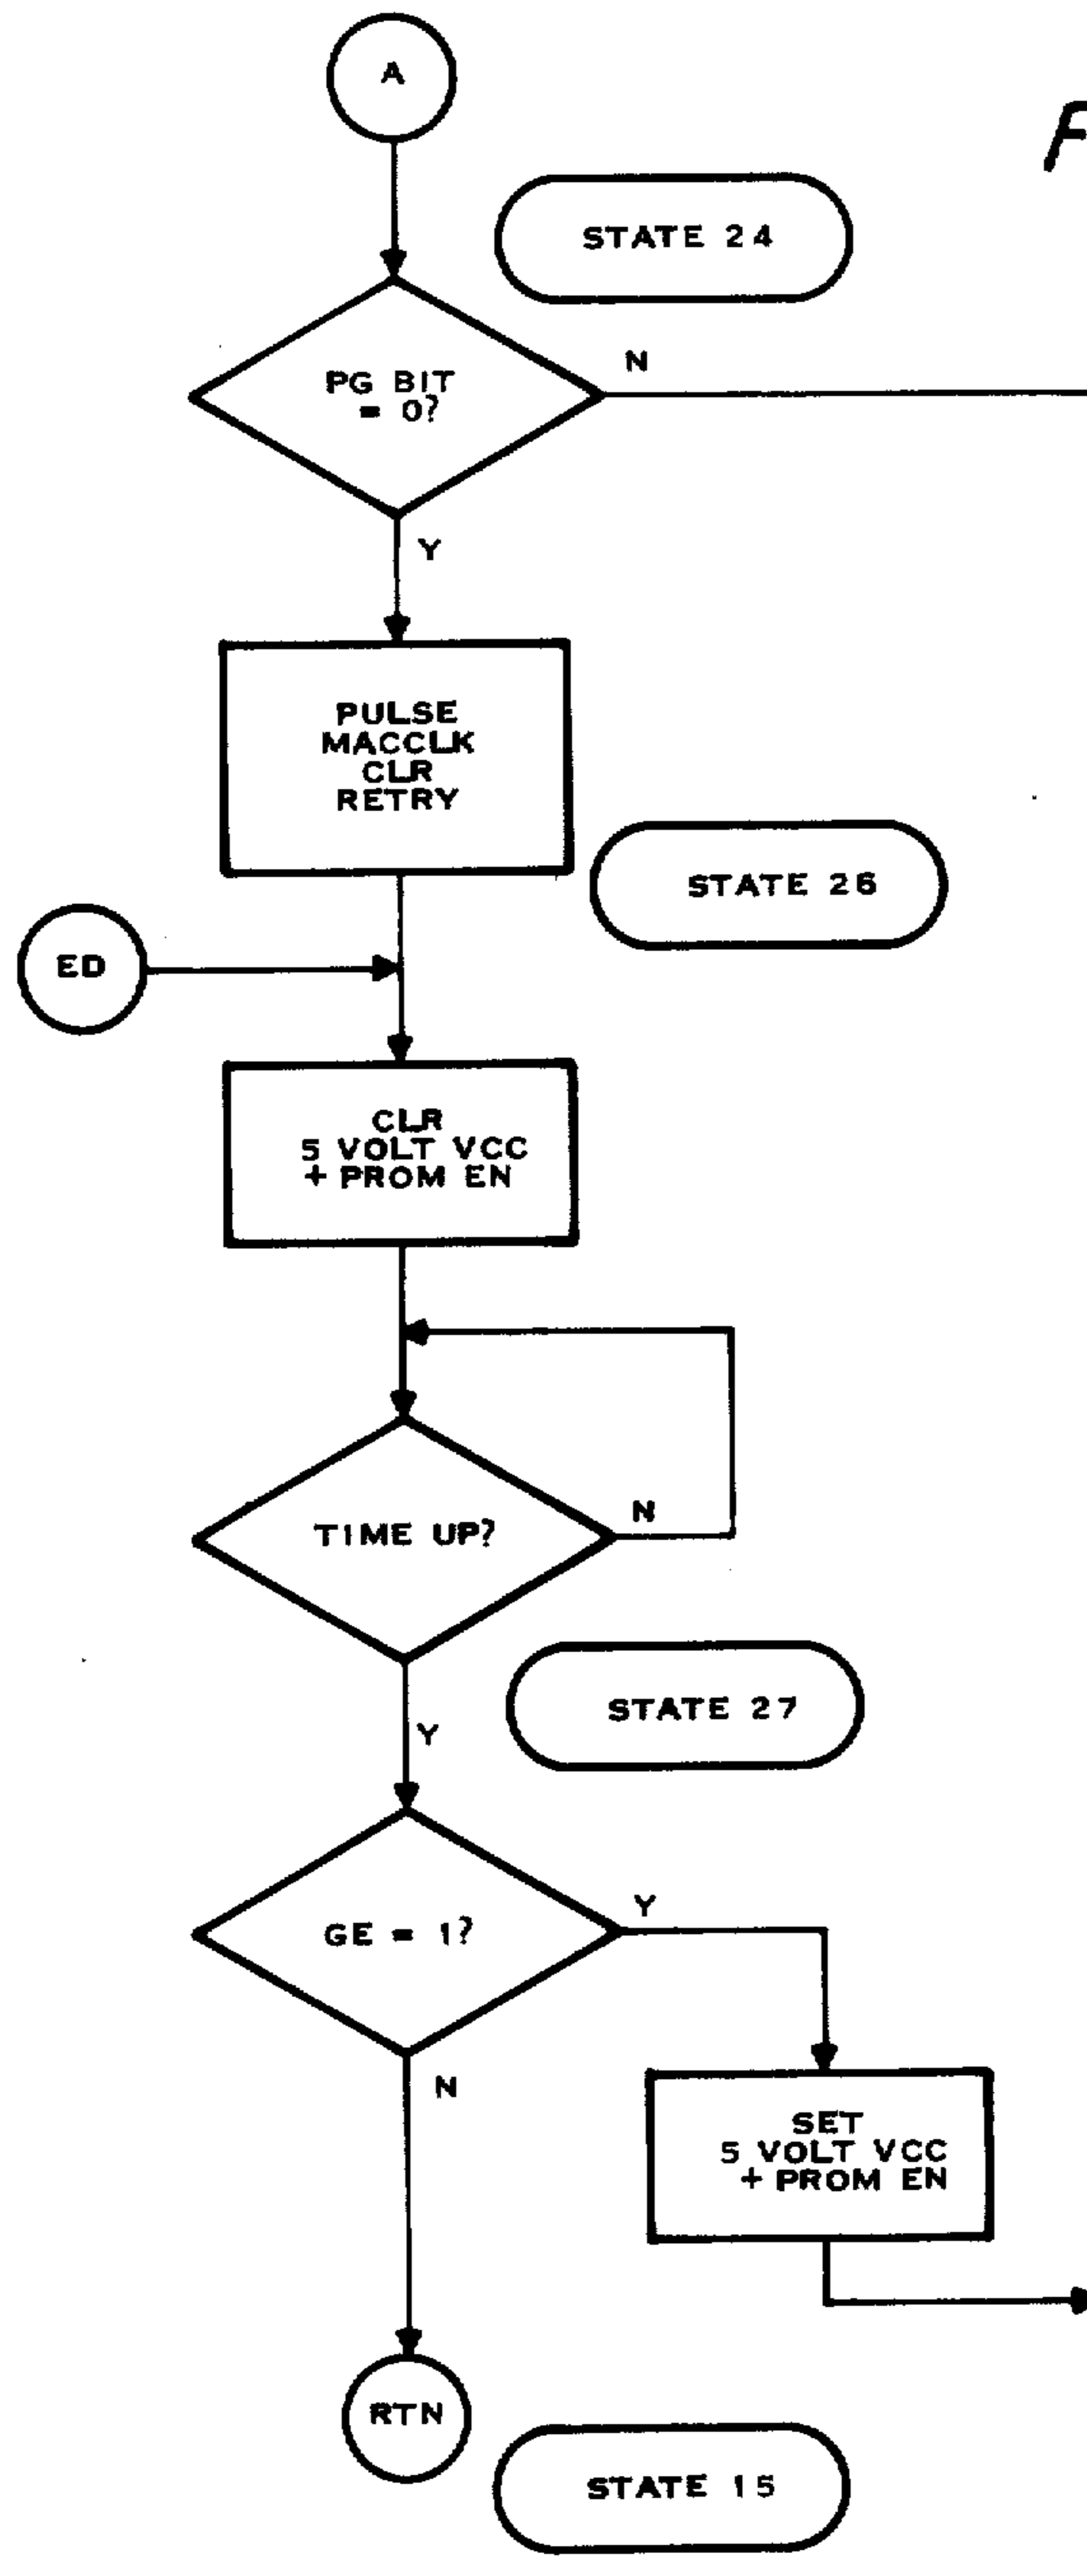 A
STATE 24
PG BIT
= 0?
N
Y
PULSE
MACCLK
CLR
RETRY
STATE 26
ED
CLR
5 VOLT VCC
+ PROM EN
TIME UP?
N
STATE 27
Y
GE = 1?
Y
N
SET
5 VOLT VCC
+ PROM EN
RTN
STATE 15